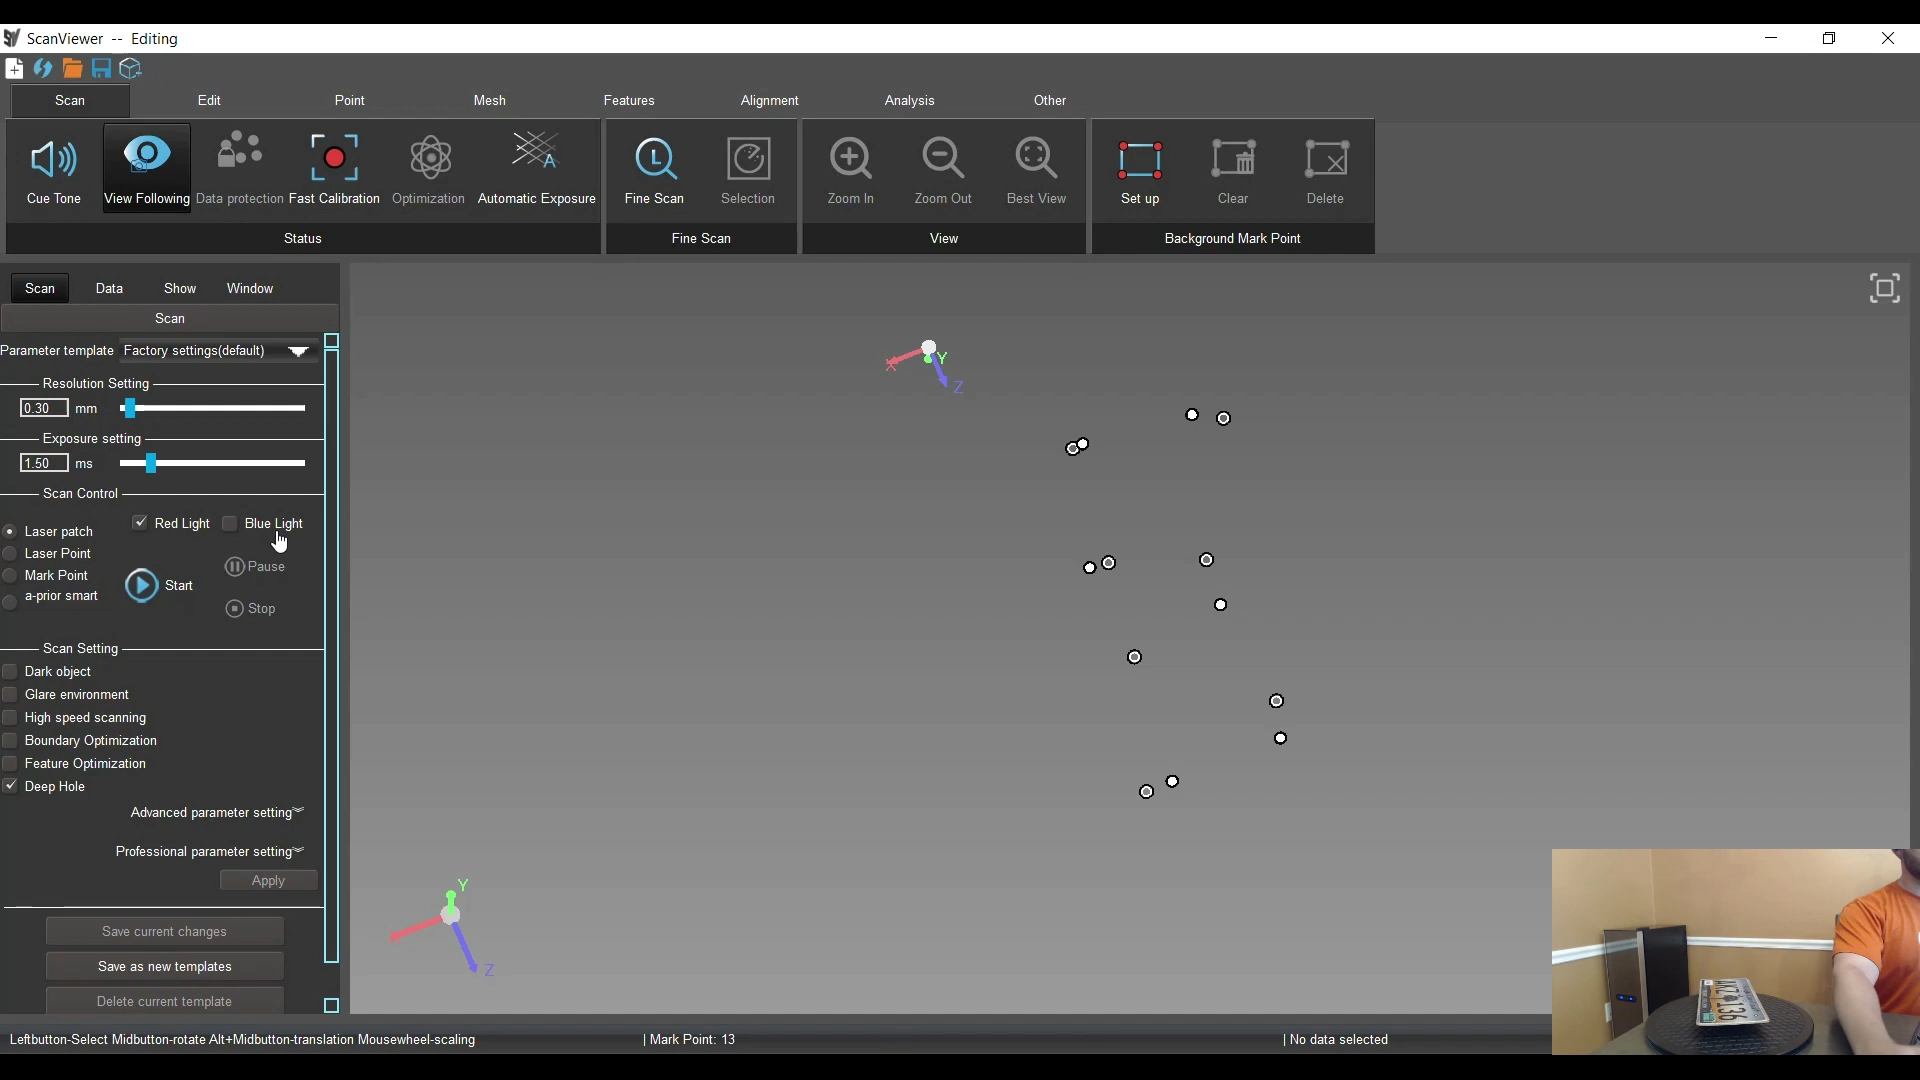 ScanViewer -- Editing
Scan Edit Point Mesh Features Alignment Analysis Other
L
A
Cue Tone View Following Data protection Fast Calibration Optimization Automatic Exposure Fine Scan Selection Zoom In Zoom Out Best View Set up Clear Delete
Status Fine Scan View Background Mark Point
Scan Data Show Window
Scan
Parameter template Factory settings(default)
Resolution Setting
0.30 mm
Exposure setting
1.50 ms
Scan Control
Red Light Blue Light
Laser patch
Laser Point
Mark Point
a-prior smart
Start
Pause
Stop
Scan Setting
Dark object
Glare environment
High speed scanning
Boundary Optimization
Feature Optimization
Deep Hole
Advanced parameter setting
Professional parameter setting
Apply
Save current changes
Save as new templates
Delete current template
X Y Z
Y
Z
Leftbutton-Select Midbutton-rotate Alt+Midbutton-translation Mousewheel-scaling | Mark Point: 13 | No data selected